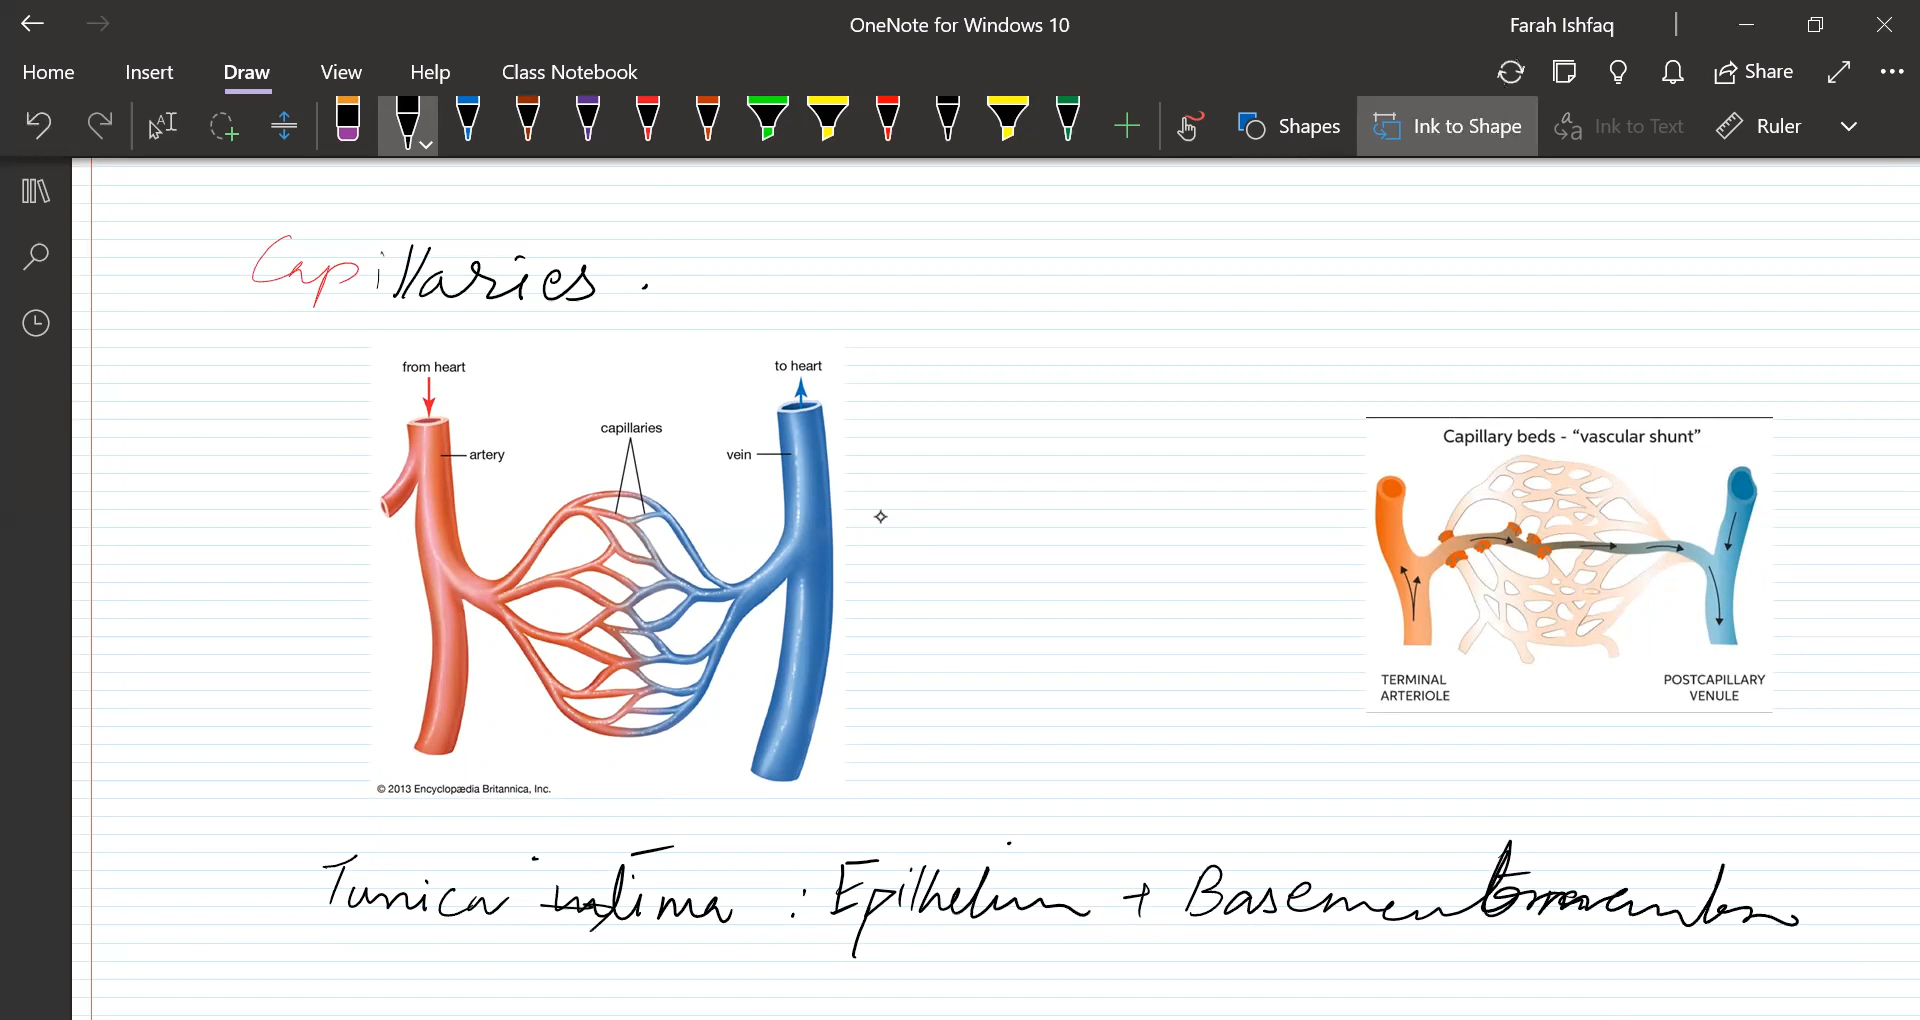 OneNote for Windows 10
Farah Ishfaq
Home Insert Draw View Help Class Notebook
Share
Shapes
Ink to Shape
Ink to Text
Ruler
Capillaries.
from heart
to heart
capillaries
artery
vein
© 2013 Encyclopædia Britannica, Inc.
Capillary beds - “vascular shunt”
TERMINAL
ARTERIOLE
POSTCAPILLARY
VENULE
Tunica intima : Epithelium + Basement